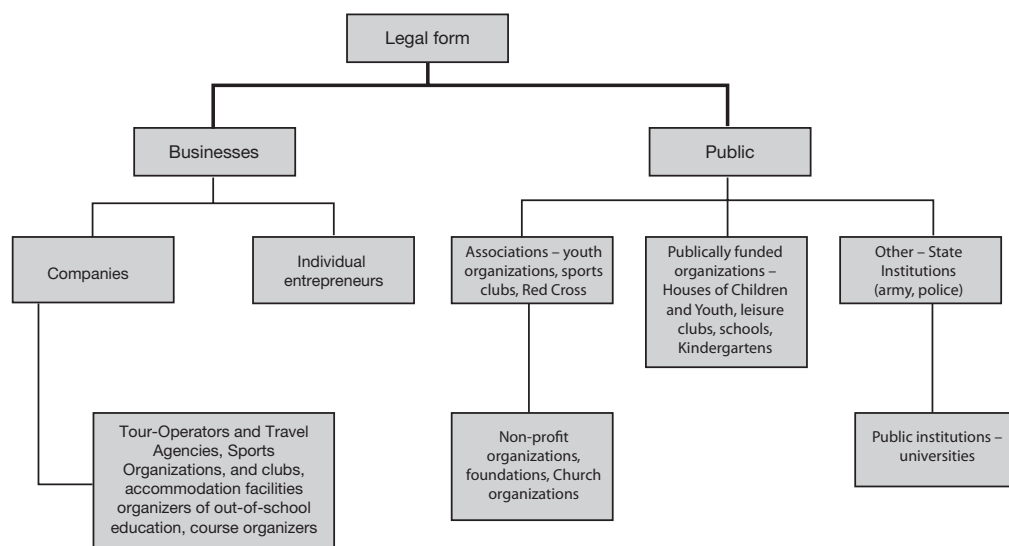 Legal form
Businesses
Public
Companies
Individual
entrepreneurs
Associations – youth
organizations, sports
clubs, Red Cross
Publically funded
organizations –
Houses of Children
and Youth, leisure
clubs, schools,
Kindergartens
Other – State
Institutions
(army, police)
Tour-Operators and Travel
Agencies, Sports
Organizations, and clubs,
accommodation facilities
organizers of out-of-school
education, course organizers
Non-profit
organizations,
foundations, Church
organizations
Public institutions –
universities